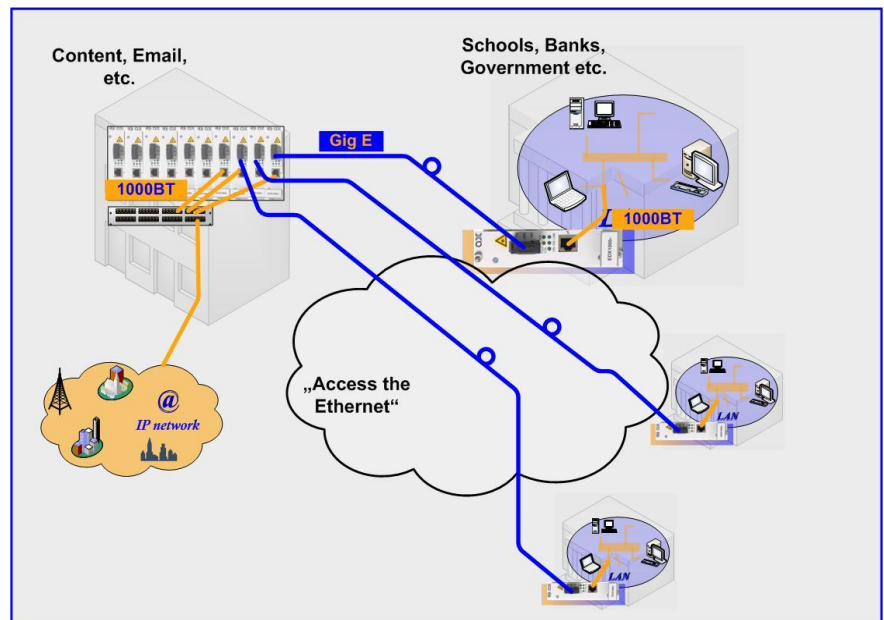 Content, Email,
etc.
Schools, Banks,
Government etc.
Gig E
1000BT
1000BT
„Access the
Ethernet“
@
IP network
LAN
LAN